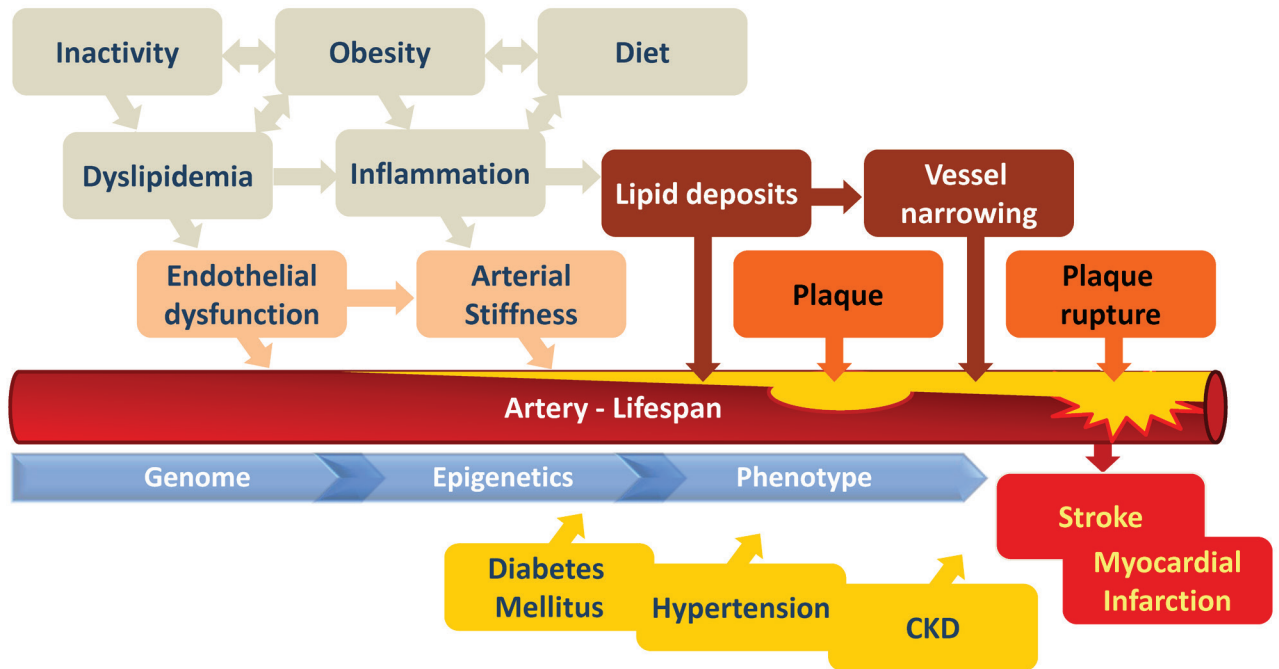 Inactivity
Obesity
Diet
Dyslipidemia
Inflammation
Lipid deposits
Vessel
narrowing
Endothelial
dysfunction
Arterial
Stiffness
Plaque
Plaque
rupture
Artery - Lifespan
Genome
Epigenetics
Phenotype
Stroke
Myocardial
Infarction
Diabetes
Mellitus
Hypertension
CKD